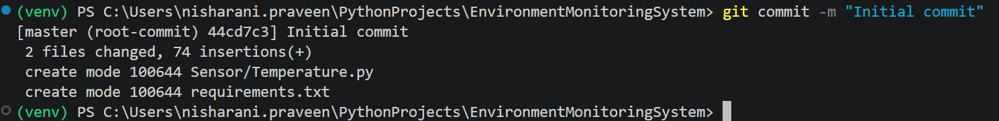 (venv) PS C:\Users\nisharani.praveen\PythonProjects\EnvironmentMonitoringSystem> git commit -m "Initial commit"
[master (root-commit) 44cd7c3] Initial commit
 2 files changed, 74 insertions(+)
 create mode 100644 Sensor/Temperature.py
 create mode 100644 requirements.txt
(venv) PS C:\Users\nisharani.praveen\PythonProjects\EnvironmentMonitoringSystem>